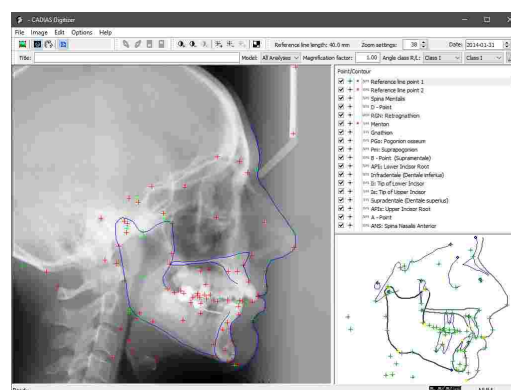 - CADIAS Digitizer
File Image Edit Options Help
Reference line length: 40.0 mm Zoom settings: 38 Date: 2014-01-31
Title: Model: All Analyses Magnification factor: 1.00 Angle class R/L: Class I Class I
Point/Contour
Reference line point 1
Reference line point 2
Spina Mentalis
D - Point
RGN: Retrognathion
Menton
Gnathion
PGo: Pogonion osseum
Pm: Suprapogonion
B - Point (Supramentale)
APIi: Lower Incisor Root
Infradentale (Dentale inferius)
Ii: Tip of Lower Incisor
Is: Tip of Upper Incisor
Supradentale (Dentale superius)
APIs: Upper Incisor Root
A - Point
ANS: Spina Nasalis Anterior
Ready